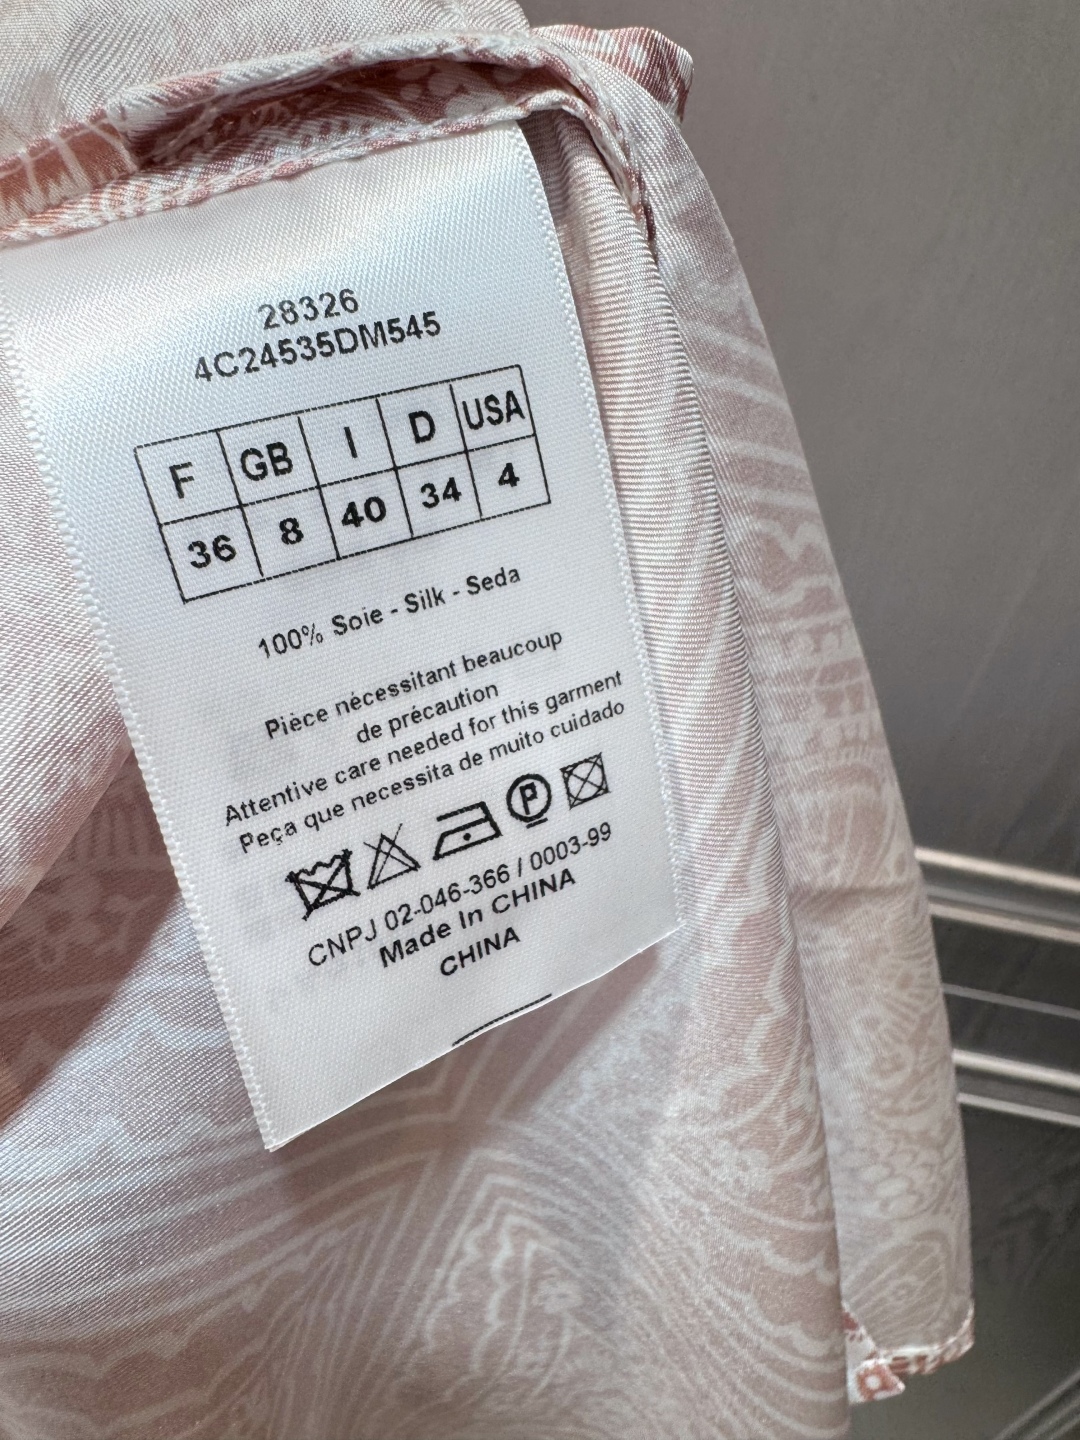 28326
4C24535DM545
F GB I D USA
36 8 40 34 4
100% Soie - Silk - Seda
Pièce nécessitant beaucoup
de précaution
Attentive care needed for this garment
Peça que necessita de muito cuidado
P
CNPJ 02-046-366 / 0003-99
Made In CHINA
CHINA